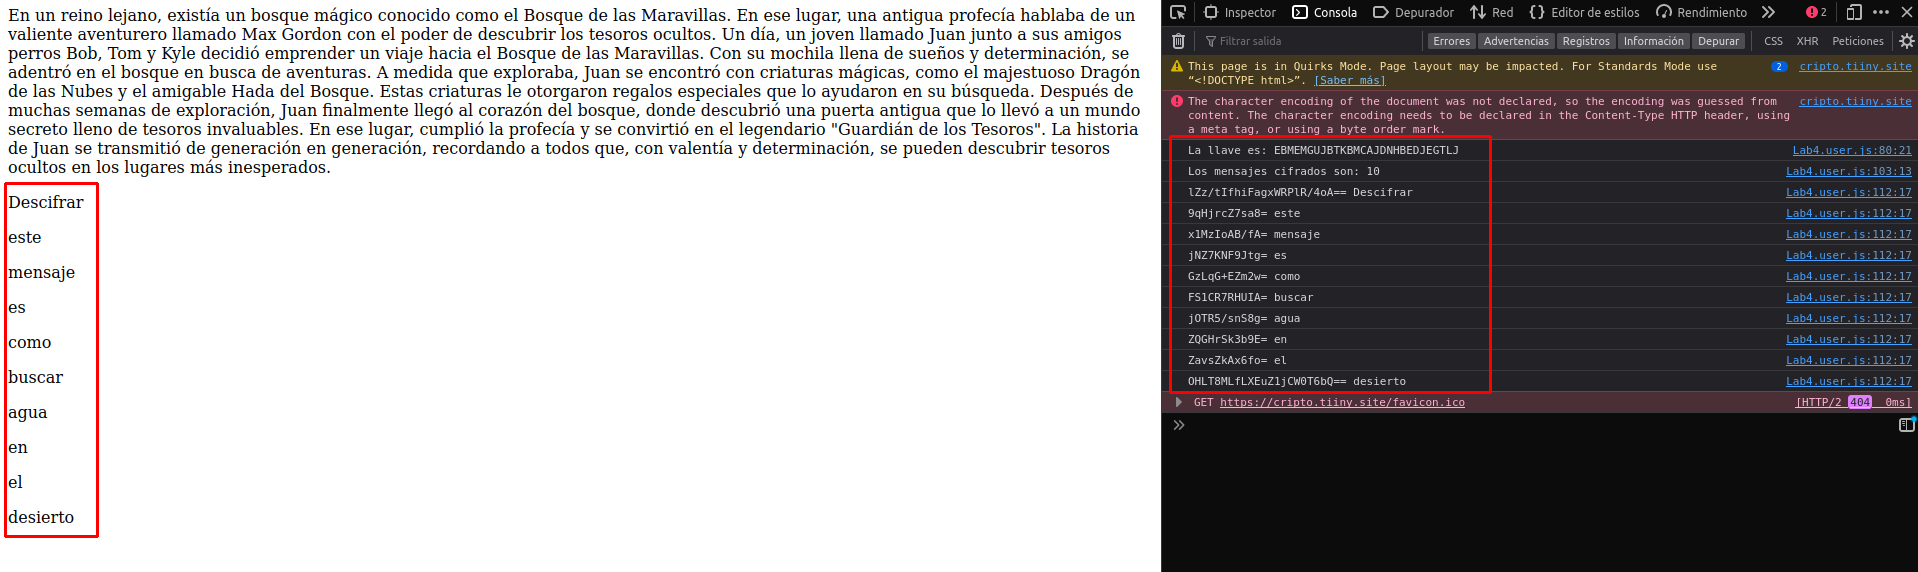 En un reino lejano, existía un bosque mágico conocido como el Bosque de las Maravillas. En ese lugar, una antigua profecía hablaba de un
valiente aventurero llamado Max Gordon con el poder de descubrir los tesoros ocultos. Un día, un joven llamado Juan junto a sus amigos
perros Bob, Tom y Kyle decidió emprender un viaje hacia el Bosque de las Maravillas. Con su mochila llena de sueños y determinación, se
adentró en el bosque en busca de aventuras. A medida que exploraba, Juan se encontró con criaturas mágicas, como el majestuoso Dragón
de las Nubes y el amigable Hada del Bosque. Estas criaturas le otorgaron regalos especiales que lo ayudaron en su búsqueda. Después de
muchas semanas de exploración, Juan finalmente llegó al corazón del bosque, donde descubrió una puerta antigua que lo llevó a un mundo
secreto lleno de tesoros invaluables. En ese lugar, cumplió la profecía y se convirtió en el legendario "Guardián de los Tesoros". La historia
de Juan se transmitió de generación en generación, recordando a todos que, con valentía y determinación, se pueden descubrir tesoros
ocultos en los lugares más inesperados.
Descifrar
este
mensaje
es
como
buscar
agua
en
el
desierto
Inspector Consola Depurador Red Editor de estilos Rendimiento 2
Filtrar salida Errores Advertencias Registros Información Depurar CSS XHR Peticiones
This page is in Quirks Mode. Page layout may be impacted. For Standards Mode use 2 cripto.tiiny.site
“<!DOCTYPE html>”. [Saber más]
The character encoding of the document was not declared, so the encoding was guessed from cripto.tiiny.site
content. The character encoding needs to be declared in the Content-Type HTTP header, using
a meta tag, or using a byte order mark.
La llave es: EBMEMGUJBTKBMCAJDNHBEDJEGTLJ Lab4.user.js:80:21
Los mensajes cifrados son: 10 Lab4.user.js:103:13
lZz/tIfhiFagxWRPlR/4oA== Descifrar Lab4.user.js:112:17
9qHjrcZ7sa8= este Lab4.user.js:112:17
x1MzIoAB/fA= mensaje Lab4.user.js:112:17
jNZ7KNF9Jtg= es Lab4.user.js:112:17
GzLqG+EZm2w= como Lab4.user.js:112:17
FS1CR7RHUIA= buscar Lab4.user.js:112:17
jOTR5/snS8g= agua Lab4.user.js:112:17
ZQGHrSk3b9E= en Lab4.user.js:112:17
ZavsZkAx6fo= el Lab4.user.js:112:17
OHLT8MLfLXEuZ1jCW0T6bQ== desierto Lab4.user.js:112:17
GET https://cripto.tiiny.site/favicon.ico [HTTP/2 404 0ms]